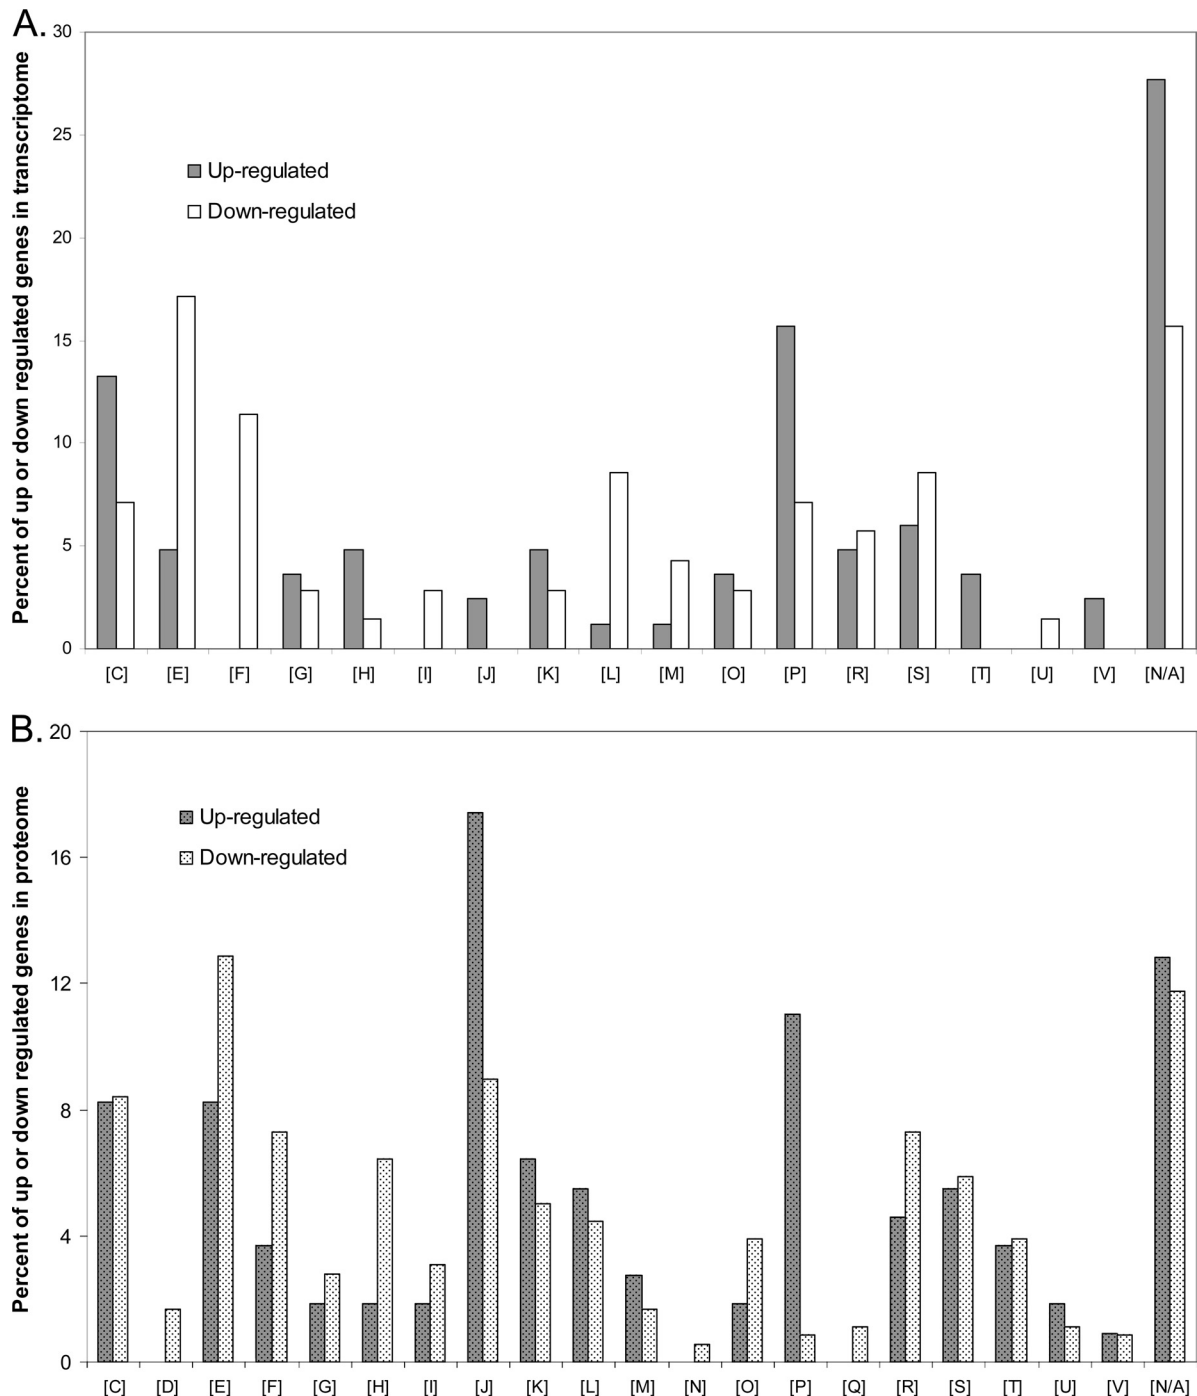 A.
Percent of up or down regulated genes in transcriptome
30
25
20
15
10
5
0
Up-regulated
Down-regulated
[C] [E] [F] [G] [H] [I] [J] [K] [L] [M] [O] [P] [R] [S] [T] [U] [V] [N/A]
B.
Percent of up or down regulated genes in proteome
20
16
12
8
4
0
Up-regulated
Down-regulated
[C] [D] [E] [F] [G] [H] [I] [J] [K] [L] [M] [N] [O] [P] [Q] [R] [S] [T] [U] [V] [N/A]